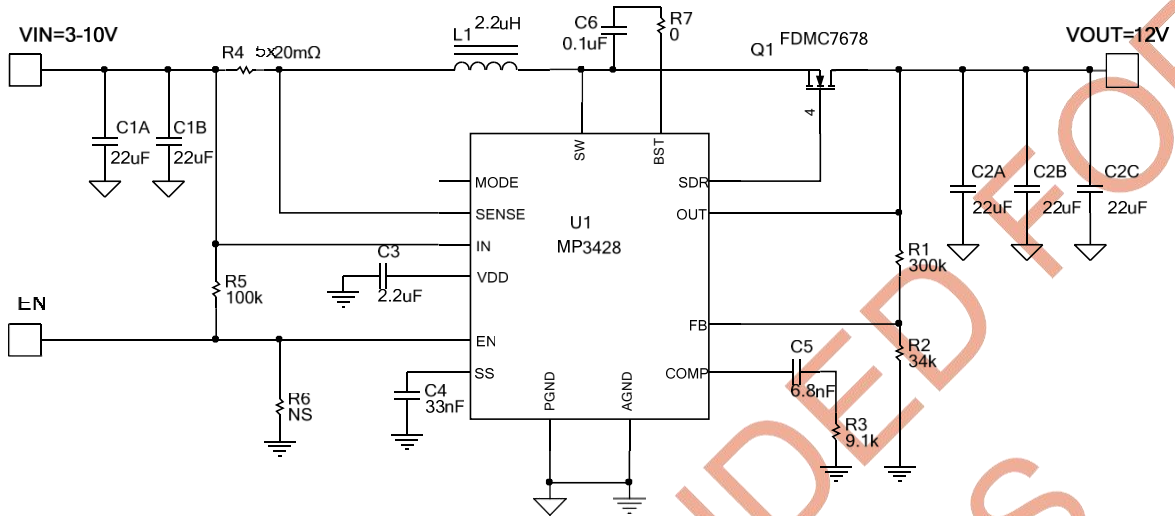 VIN=3-10V
R4
5x20mΩ
L1
2.2uH
C6
0.1uF
R7
0
Q1
FDMC7678
VOUT=12V
C1A
22uF
C1B
22uF
4
SW
BST
MODE
SENSE
IN
VDD
EN
SS
SDR
OUT
FB
COMP
PGND
AGND
U1
MP3428
C2A
22uF
C2B
22uF
C2C
22uF
R1
300k
R2
34k
C3
2.2uF
R5
100k
EN
R6
NS
C4
33nF
C5
6.8nF
R3
9.1k